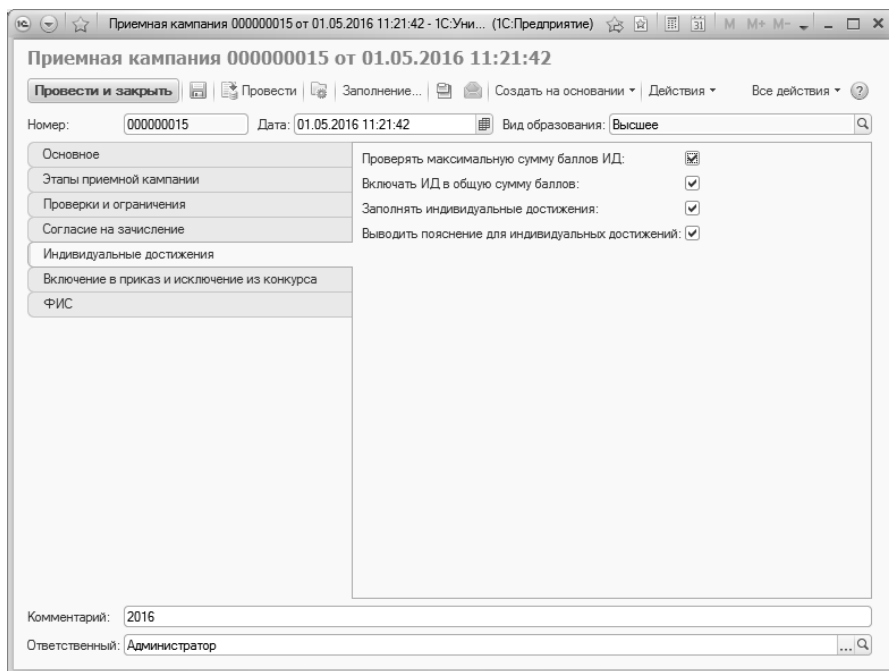 Приемная кампания 000000015 от 01.05.2016 11:21:42 - 1С:Уни... (1С:Предприятие) M M+ M-
Приемная кампания 000000015 от 01.05.2016 11:21:42
Провести и закрыть Провести Заполнение... Создать на основании Действия Все действия
Номер: 000000015 Дата: 01.05.2016 11:21:42 Вид образования: Высшее
Основное
Этапы приемной кампании
Проверки и ограничения
Согласие на зачисление
Индивидуальные достижения
Включение в приказ и исключение из конкурса
ФИС
Проверять максимальную сумму баллов ИД:
Включать ИД в общую сумму баллов:
Заполнять индивидуальные достижения:
Выводить пояснение для индивидуальных достижений:
Комментарий: 2016
Ответственный: Администратор ...